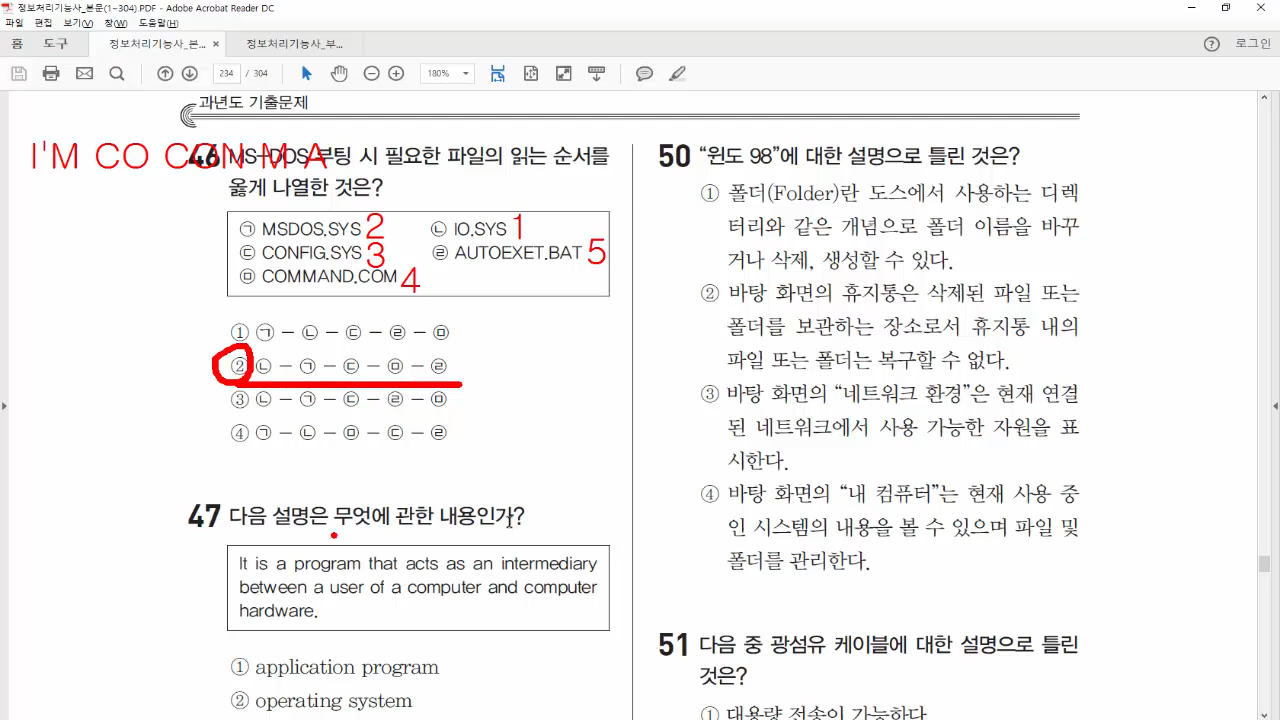 정보처리기능사_본문(1~304).PDF - Adobe Acrobat Reader DC
파일 편집 보기(V) 창(W) 도움말(H)
홈 도구 정보처리기능사_본... × 정보처리기능사_부... 로그인
234 / 304 180%
과년도 기출문제
I'M CO CON M A
46 MS-DOS 부팅 시 필요한 파일의 읽는 순서를
옳게 나열한 것은?
㉠ MSDOS.SYS 2 ㉡ IO.SYS 1
㉢ CONFIG.SYS 3 ㉣ AUTOEXET.BAT 5
㉤ COMMAND.COM 4
① ㉠ - ㉡ - ㉢ - ㉣ - ㉤
② ㉡ - ㉠ - ㉢ - ㉤ - ㉣
③ ㉡ - ㉠ - ㉢ - ㉣ - ㉤
④ ㉠ - ㉡ - ㉤ - ㉢ - ㉣
47 다음 설명은 무엇에 관한 내용인가?
It is a program that acts as an intermediary
between a user of a computer and computer
hardware.
① application program
② operating system
50 “윈도 98”에 대한 설명으로 틀린 것은?
① 폴더(Folder)란 도스에서 사용하는 디렉
터리와 같은 개념으로 폴더 이름을 바꾸
거나 삭제, 생성할 수 있다.
② 바탕 화면의 휴지통은 삭제된 파일 또는
폴더를 보관하는 장소로서 휴지통 내의
파일 또는 폴더는 복구할 수 없다.
③ 바탕 화면의 “네트워크 환경”은 현재 연결
된 네트워크에서 사용 가능한 자원을 표
시한다.
④ 바탕 화면의 “내 컴퓨터”는 현재 사용 중
인 시스템의 내용을 볼 수 있으며 파일 및
폴더를 관리한다.
51 다음 중 광섬유 케이블에 대한 설명으로 틀린
것은?
① 대용량 전송이 가능하다